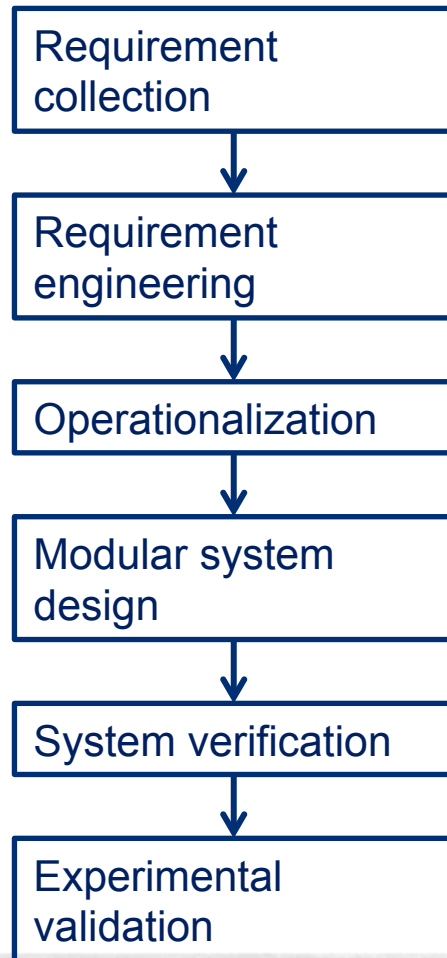 Requirement
collection
Requirement
engineering
Operationalization
Modular system
design
System verification
Experimental
validation